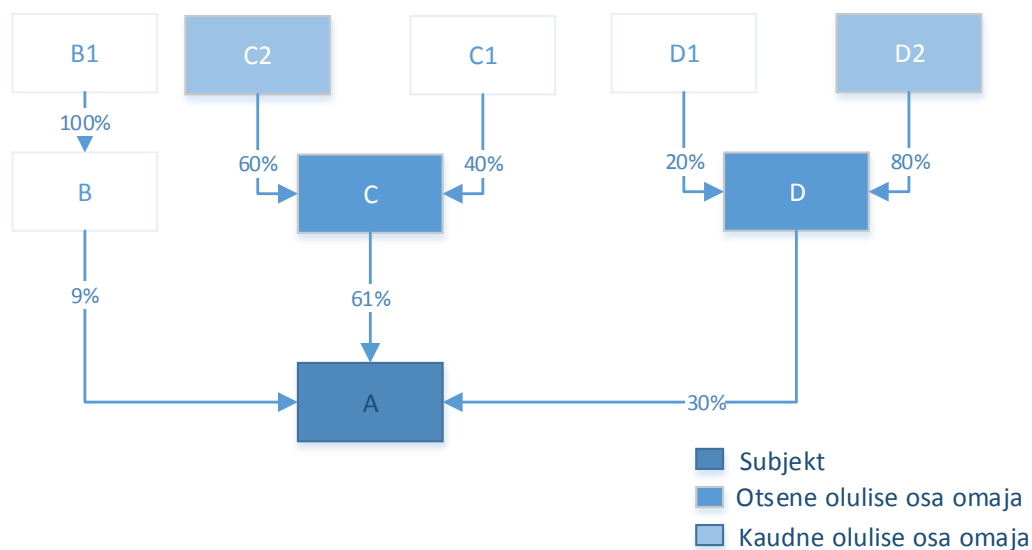 B1
C2
C1
D1
D2
100%
60%
40%
20%
80%
B
C
D
9%
61%
A
30%
Subjekt
Otsene olulise osa omaja
Kaudne olulise osa omaja